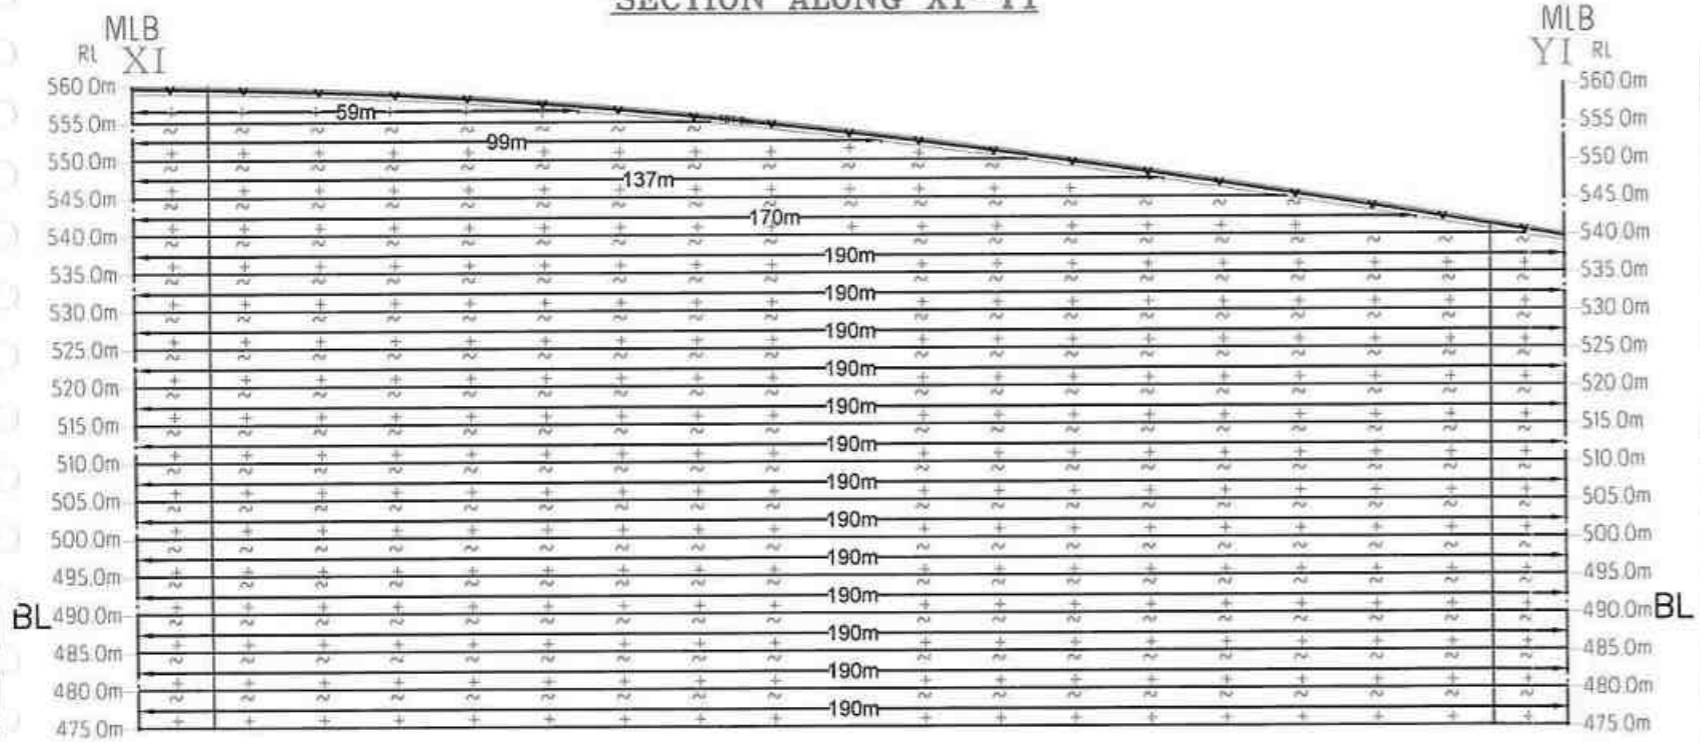 SECTION ALONG XI-YI
MLB
XI
RL
MLB
YI
RL
560.0m
560.0m
59m
555.0m
555.0m
99m
550.0m
550.0m
137m
545.0m
545.0m
170m
540.0m
540.0m
190m
535.0m
535.0m
190m
530.0m
530.0m
190m
525.0m
525.0m
190m
520.0m
520.0m
190m
515.0m
515.0m
190m
510.0m
510.0m
190m
505.0m
505.0m
190m
500.0m
500.0m
190m
495.0m
495.0m
190m
BL
490.0m
490.0m
BL
190m
485.0m
485.0m
190m
480.0m
480.0m
190m
475.0m
475.0m